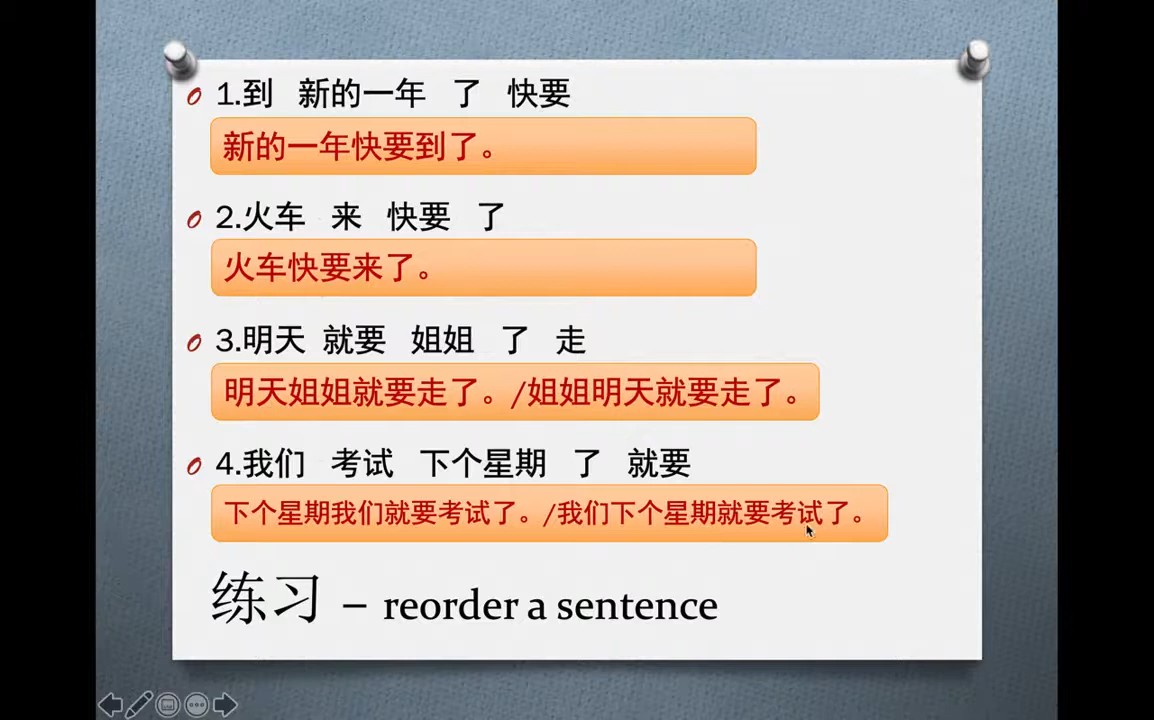 1.到 新的一年 了 快要
新的一年快要到了。
2.火车 来 快要 了
火车快要来了。
3.明天 就要 姐姐 了 走
明天姐姐就要走了。/姐姐明天就要走了。
4.我们 考试 下个星期 了 就要
下个星期我们就要考试了。/我们下个星期就要考试了。
练习 – reorder a sentence